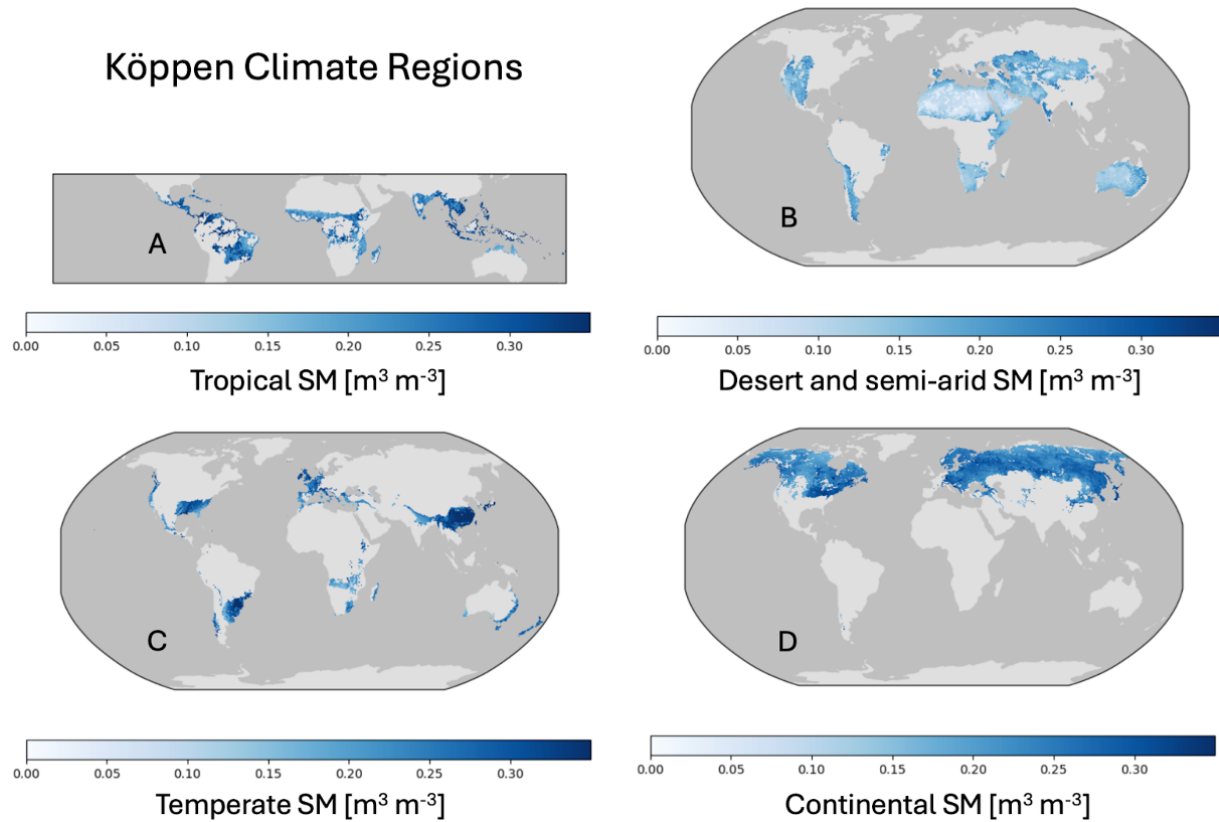 Köppen Climate Regions
A
0.00 0.05 0.10 0.15 0.20 0.25 0.30
Tropical SM [m³ m⁻³]
B
0.00 0.05 0.10 0.15 0.20 0.25 0.30
Desert and semi-arid SM [m³ m⁻³]
C
0.00 0.05 0.10 0.15 0.20 0.25 0.30
Temperate SM [m³ m⁻³]
D
0.00 0.05 0.10 0.15 0.20 0.25 0.30
Continental SM [m³ m⁻³]